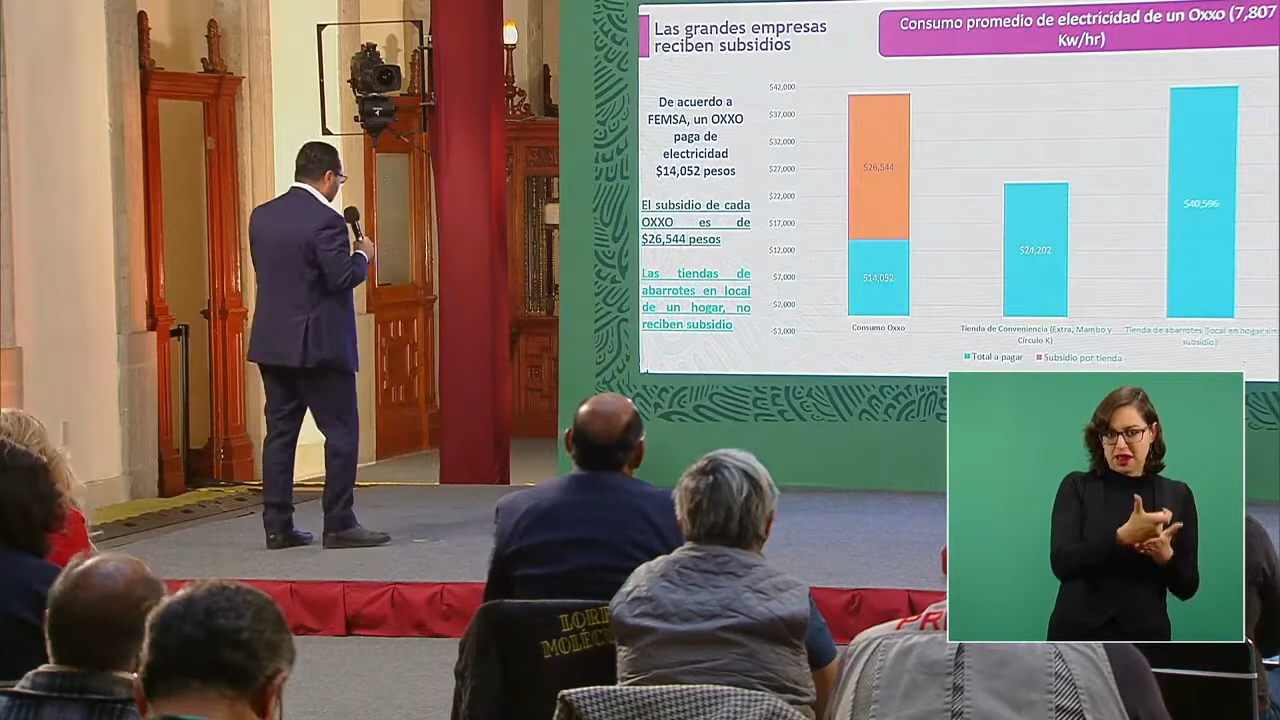 Las grandes empresas
reciben subsidios
Consumo promedio de electricidad de un Oxxo (7,807
Kw/hr)
De acuerdo a
FEMSA, un OXXO
paga de
electricidad
$14,052 pesos
El subsidio de cada
OXXO es de
$26,544 pesos
Las tiendas de
abarrotes en local
de un hogar, no
reciben subsidio
$42,000
$37,000
$32,000
$27,000
$22,000
$17,000
$12,000
$7,000
$2,000
-$3,000
$26,544
$14,052
$24,202
$40,596
Consumo Oxxo
Tienda de Conveniencia (Extra, Mambo y
Círculo K)
Tienda de abarrotes (local en hogar sin
subsidio)
Total a pagar
Subsidio por tienda
LORE
MOLÉC
PR